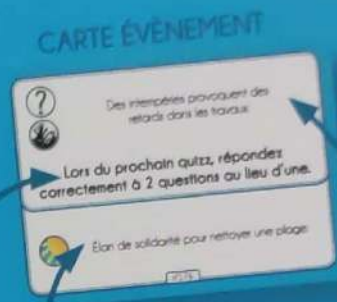 CARTE ÉVÈNEMENT
?
Des intempéries provoquent des
retards dans les travaux.
Lors du prochain quizz, répondez
correctement à 2 questions au lieu d'une.
Élan de solidarité pour nettoyer une plage.